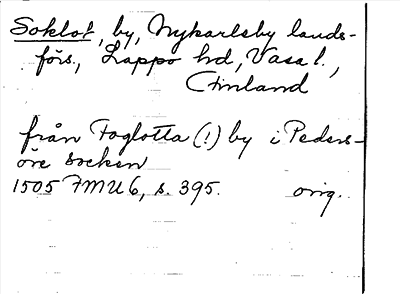 Soklot, by, Nykarleby lands-
förs., Lappo hd, Vasa l.,
Finland
från Foglotta (!) by i Peders-
öre socken
1505 FMU 6, s. 395. orig.